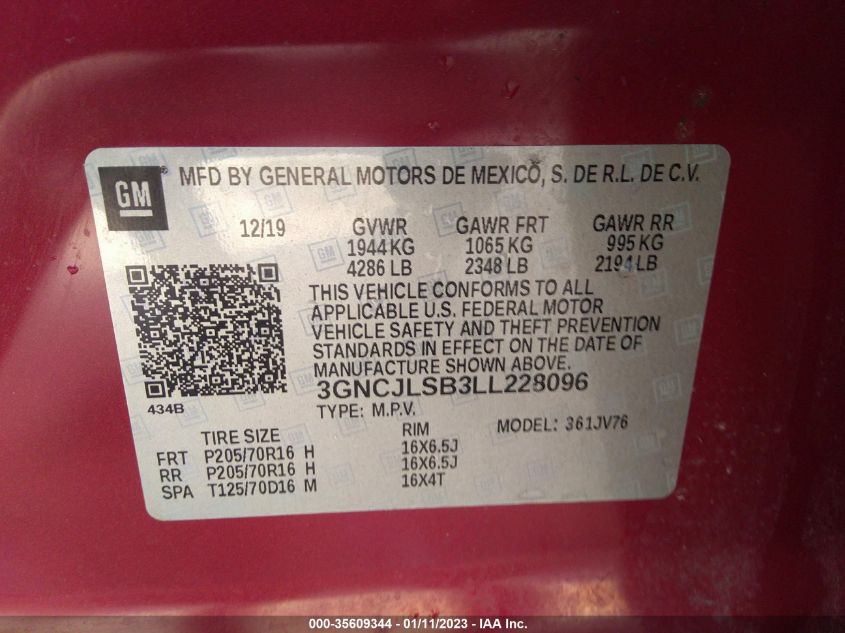 GM MFD BY GENERAL MOTORS DE MEXICO, S. DE R.L. DE C.V.
12/19 GVWR GAWR FRT GAWR RR
1944 KG 1065 KG 995 KG
4286 LB 2348 LB 2194 LB
THIS VEHICLE CONFORMS TO ALL
APPLICABLE U.S. FEDERAL MOTOR
VEHICLE SAFETY AND THEFT PREVENTION
STANDARDS IN EFFECT ON THE DATE OF
MANUFACTURE SHOWN ABOVE.
3GNCJLSB3LL228096
434B TYPE: M.P.V.
TIRE SIZE RIM MODEL: 361JV76
FRT P205/70R16 H 16X6.5J
RR P205/70R16 H 16X6.5J
SPA T125/70D16 M 16X4T
000-35609344 - 01/11/2023 - IAA Inc.